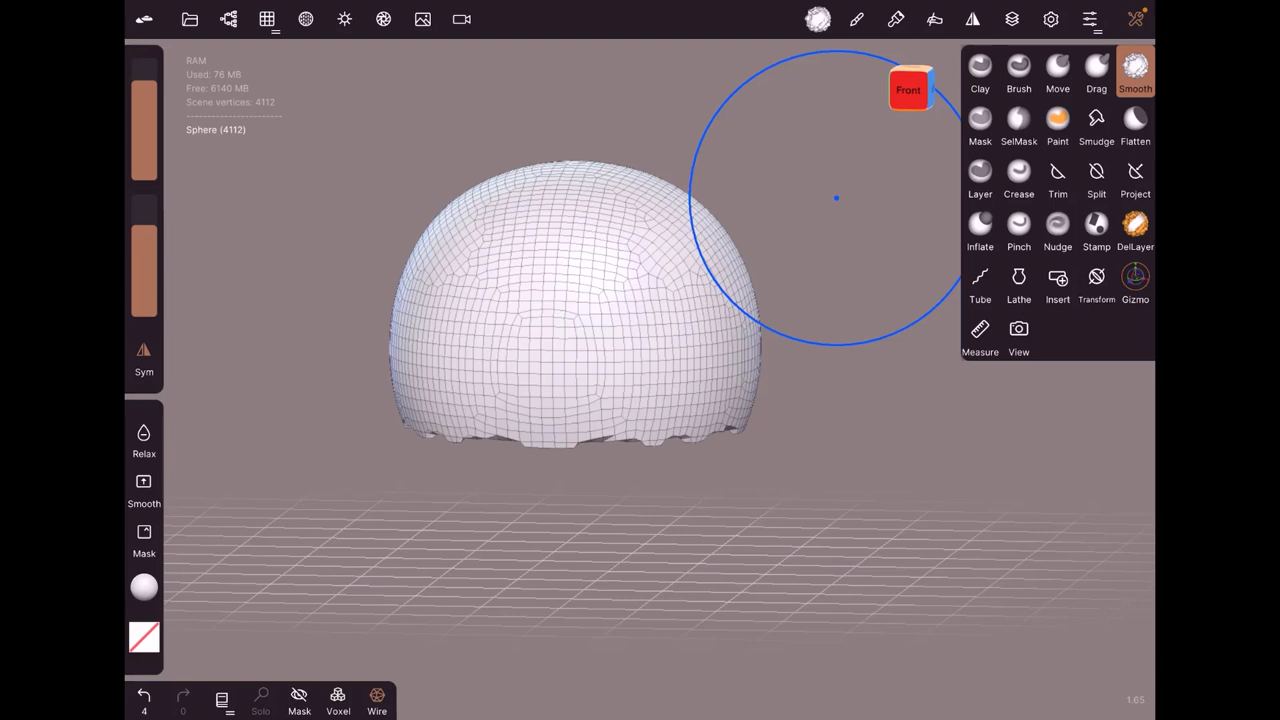 RAM
Used: 76 MB
Free: 6140 MB
Scene vertices: 4112
Sphere (4112)
Front
Clay Brush Move Drag Smooth
Mask SelMask Paint Smudge Flatten
Layer Crease Trim Split Project
Inflate Pinch Nudge Stamp DelLayer
Tube Lathe Insert Transform Gizmo
Measure View
Sym
Relax
Smooth
Mask
4 0 Solo Mask Voxel Wire
1.65